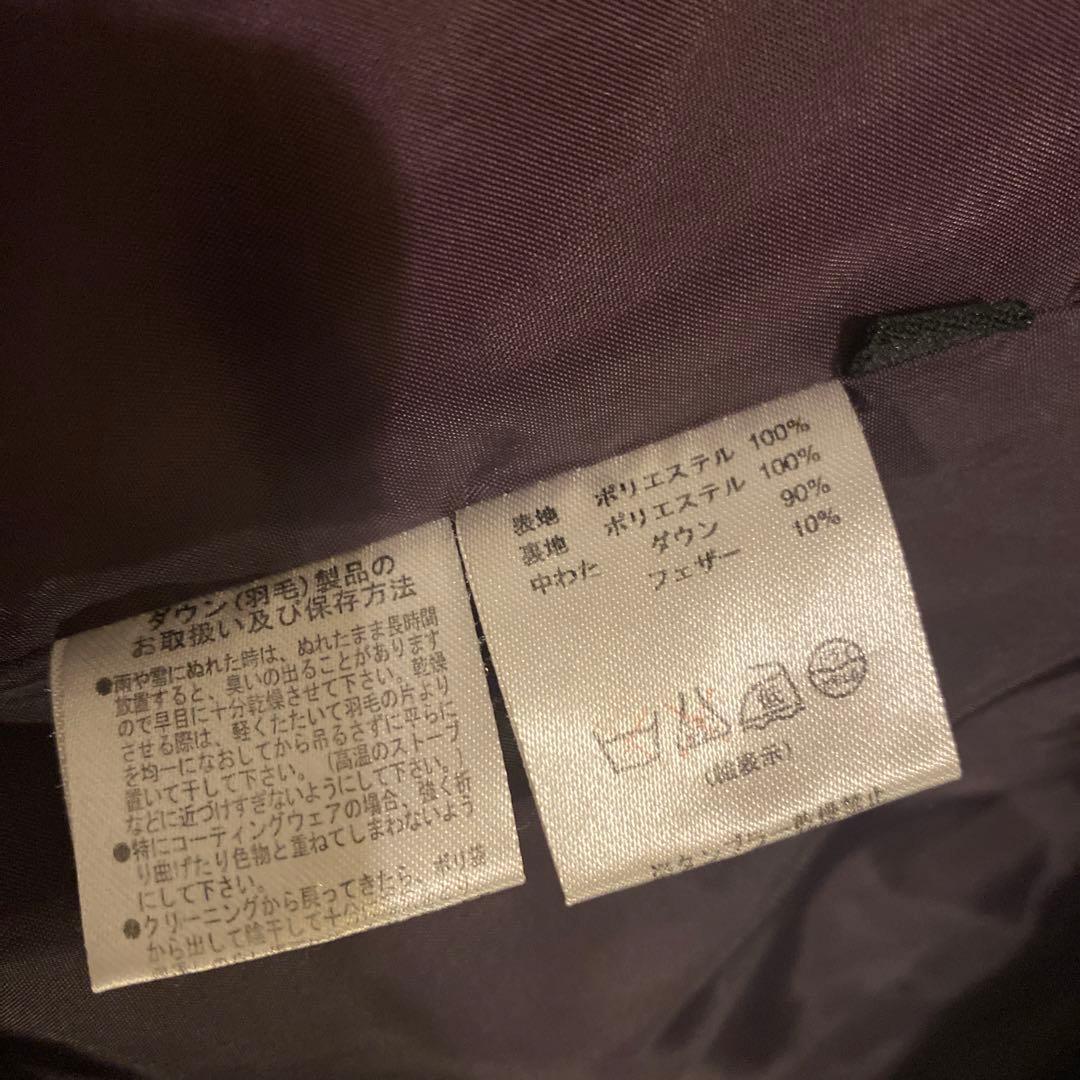 ダウン(羽毛)製品の
お取扱い及び保存方法
●雨や雪にぬれた時は、ぬれたまま長時間
放置すると、臭いの出ることがあります
ので早目に十分乾燥させて下さい。乾燥
させる際は、軽くたたいて羽毛の片より
を均一になおしてから吊るさずに平らに
置いて干して下さい。(高温のストーブ
などに近づけすぎないようにして下さい。)
●特にコーティングウェアの場合、強く折
り曲げたり色物と重ねてしまわないよう
にして下さい。
●クリーニングから戻ってきたら、ポリ袋
から出して陰干しで十分
表地 ポリエステル 100%
裏地 ポリエステル 100%
中わた ダウン 90%
フェザー 10%